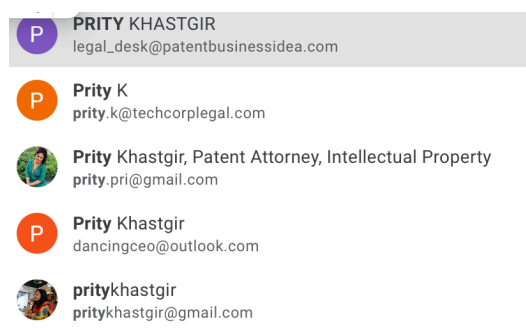 P
PRITY KHASTGIR
legal_desk@patentbusinessidea.com
P
Prity K
prity.k@techcorplegal.com
Prity Khastgir, Patent Attorney, Intellectual Property
prity.pri@gmail.com
P
Prity Khastgir
dancingceo@outlook.com
pritykhastgir
pritykhastgir@gmail.com